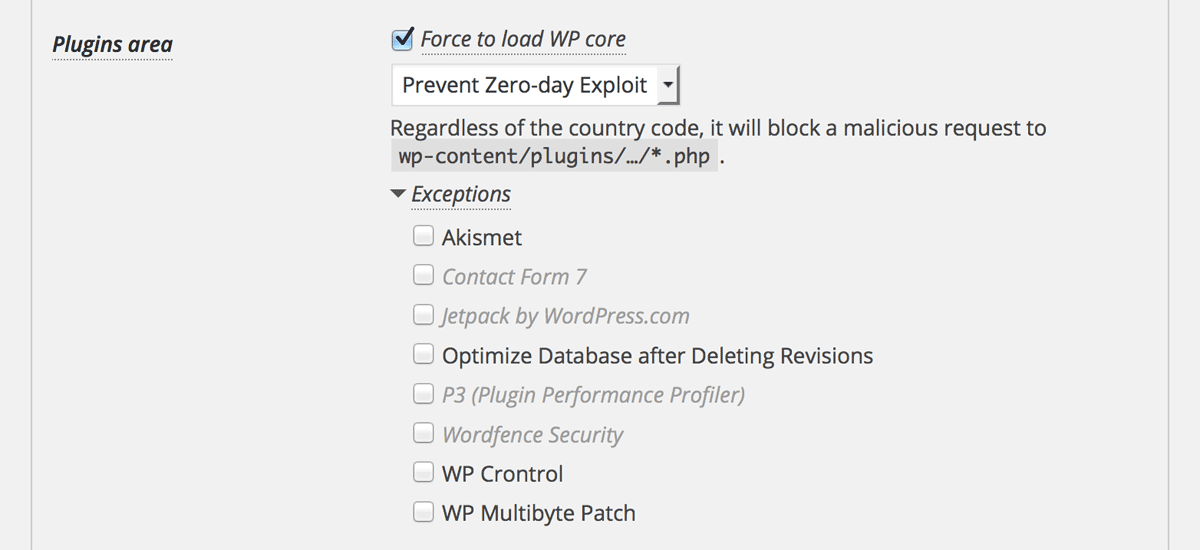 Plugins area
Force to load WP core
Prevent Zero-day Exploit
Regardless of the country code, it will block a malicious request to
wp-content/plugins/…/*.php .
Exceptions
Akismet
Contact Form 7
Jetpack by WordPress.com
Optimize Database after Deleting Revisions
P3 (Plugin Performance Profiler)
Wordfence Security
WP Crontrol
WP Multibyte Patch